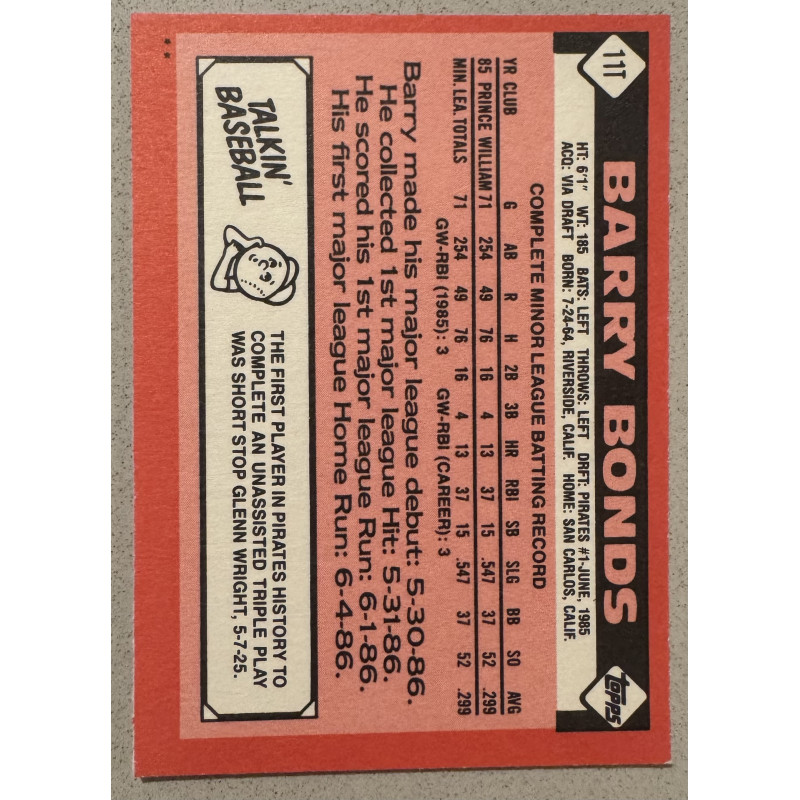 11T
BARRY BONDS
topps
HT: 6'1" WT: 185 BATS: LEFT THROWS: LEFT DRFT: PIRATES #1-JUNE, 1985
ACQ: VIA DRAFT BORN: 7-24-64, RIVERSIDE, CALIF. HOME: SAN CARLOS, CALIF.
COMPLETE MINOR LEAGUE BATTING RECORD
YR CLUB G AB R H 2B 3B HR RBI SB SLG BB SO AVG
85 PRINCE WILLIAM 71 254 49 76 16 4 13 37 15 .547 37 52 .299
MIN. LEA. TOTALS 71 254 49 76 16 4 13 37 15 .547 37 52 .299
GW-RBI (1985): 3 GW-RBI (CAREER): 3
Barry made his major league debut: 5-30-86.
He collected 1st major league Hit: 5-31-86.
He scored his 1st major league Run: 6-1-86.
His first major league Home Run: 6-4-86.
TALKIN'
BASEBALL
THE FIRST PLAYER IN PIRATES HISTORY TO
COMPLETE AN UNASSISTED TRIPLE PLAY
WAS SHORT STOP GLENN WRIGHT, 5-7-25.
**